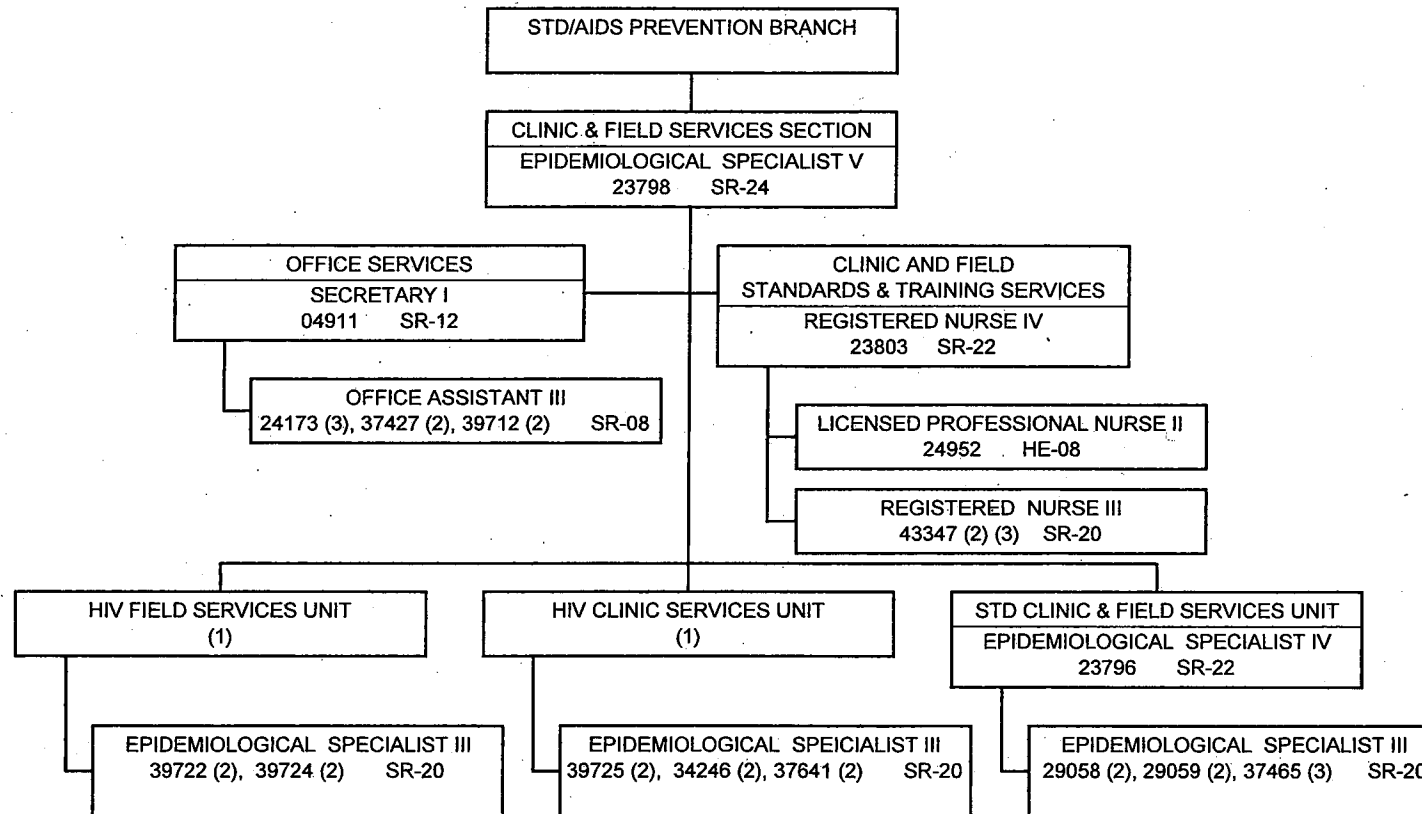 STD/AIDS PREVENTION BRANCH
CLINIC & FIELD SERVICES SECTION
EPIDEMIOLOGICAL SPECIALIST V
23798 SR-24
OFFICE SERVICES
SECRETARY I
04911 SR-12
OFFICE ASSISTANT III
24173 (3), 37427 (2), 39712 (2) SR-08
CLINIC AND FIELD
STANDARDS & TRAINING SERVICES
REGISTERED NURSE IV
23803 SR-22
LICENSED PROFESSIONAL NURSE II
24952 HE-08
REGISTERED NURSE III
43347 (2) (3) SR-20
HIV FIELD SERVICES UNIT
(1)
EPIDEMIOLOGICAL SPECIALIST III
39722 (2), 39724 (2) SR-20
HIV CLINIC SERVICES UNIT
(1)
EPIDEMIOLOGICAL SPEICIALIST III
39725 (2), 34246 (2), 37641 (2) SR-20
STD CLINIC & FIELD SERVICES UNIT
EPIDEMIOLOGICAL SPECIALIST IV
23796 SR-22
EPIDEMIOLOGICAL SPECIALIST III
29058 (2), 29059 (2), 37465 (3) SR-20